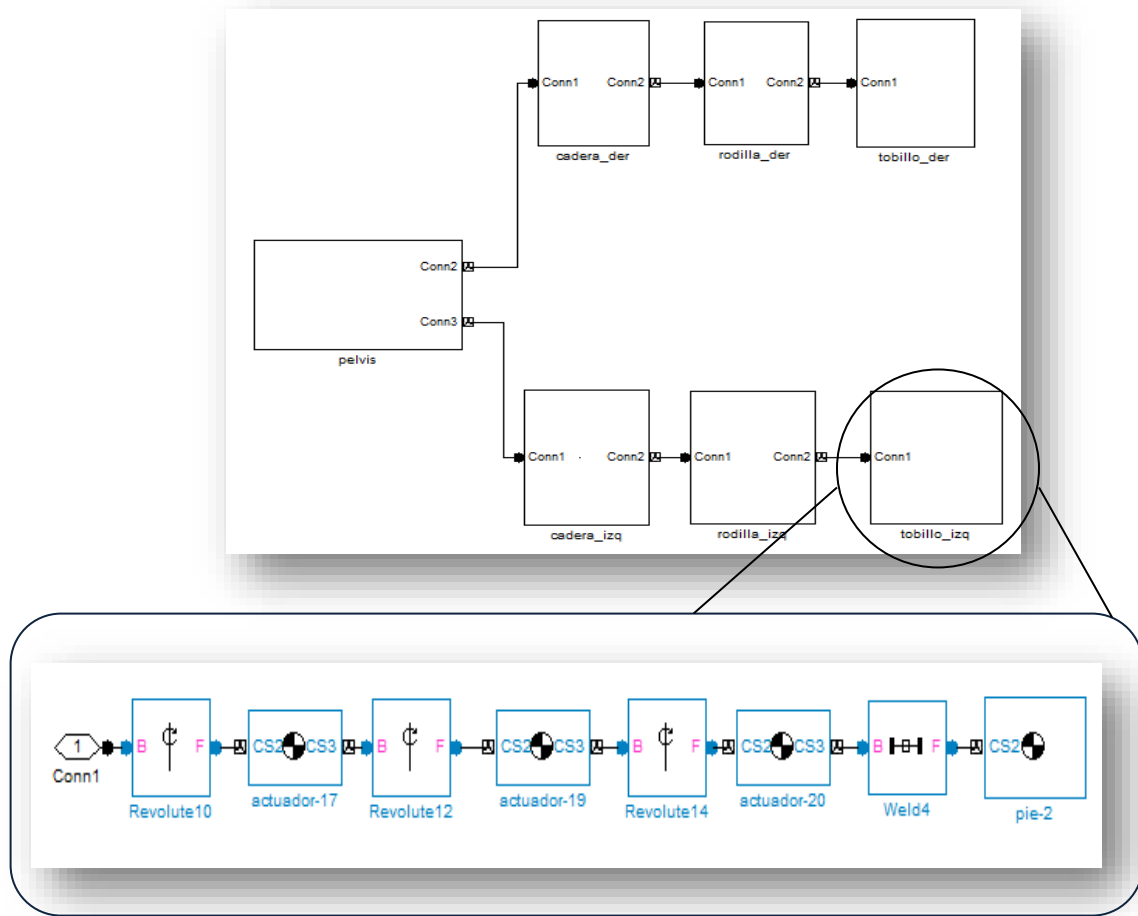 Conn1 Conn2 Conn1 Conn2 Conn1
cadera_der rodilla_der tobillo_der
Conn2
Conn3
pelvis
Conn1 Conn2 Conn1 Conn2 Conn1
cadera_izq rodilla_izq tobillo_izq
1 B F CS2 CS3 B F CS2 CS3 B F CS2 CS3 B F CS2
Conn1
Revolute10 actuador-17 Revolute12 actuador-19 Revolute14 actuador-20 Weld4 pie-2